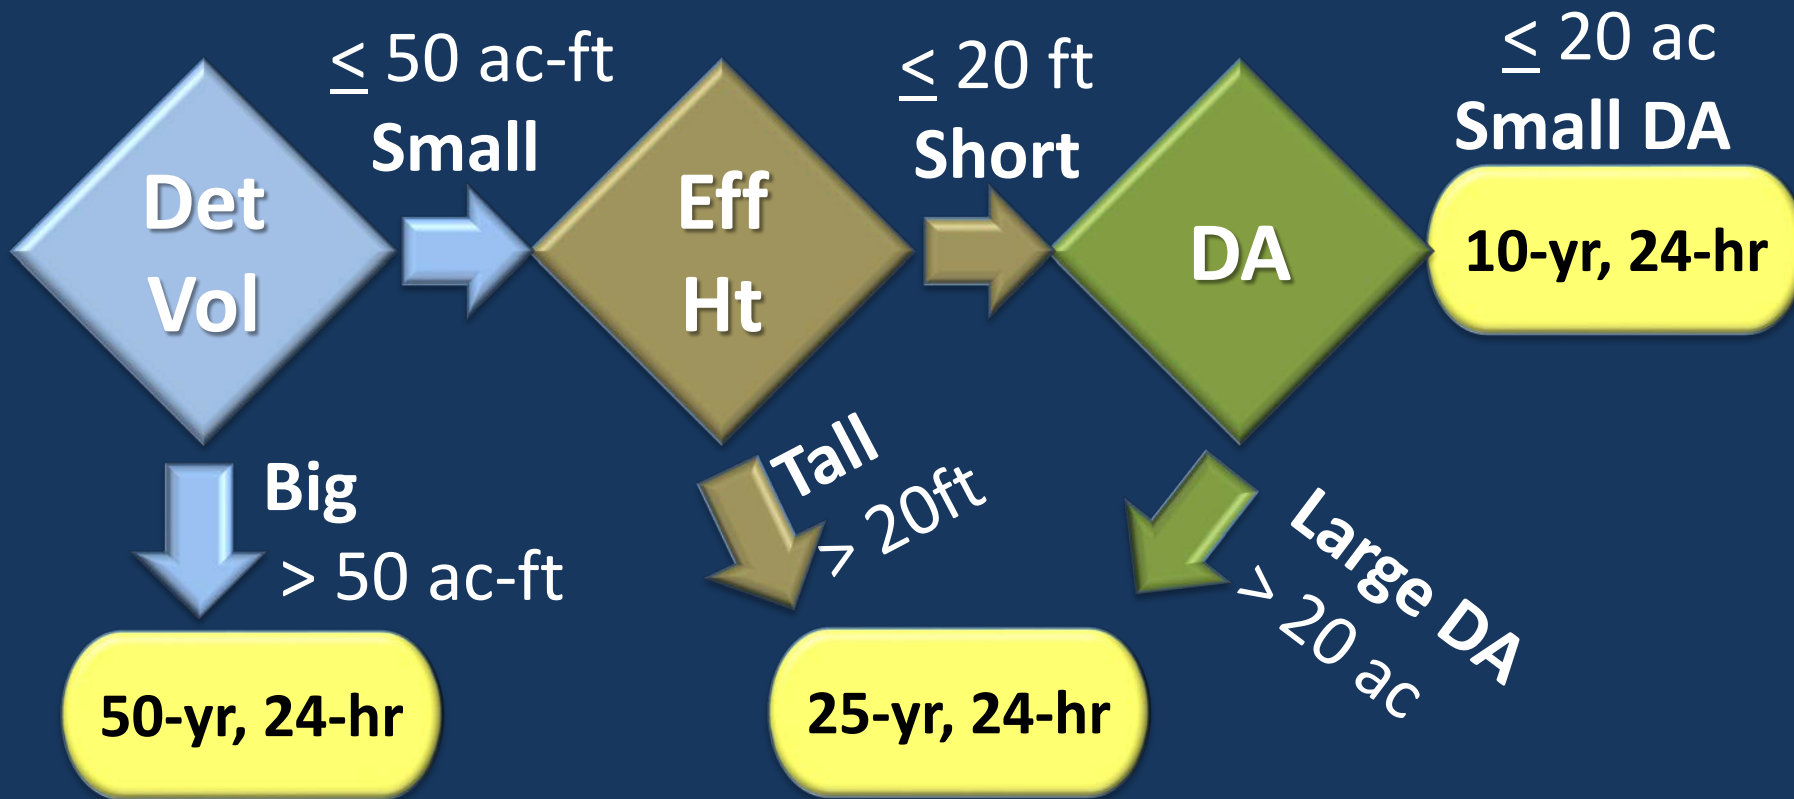 Det
Vol
≤ 50 ac-ft
Small
Eff
Ht
≤ 20 ft
Short
DA
≤ 20 ac
Small DA
10-yr, 24-hr
Big
> 50 ac-ft
Tall
> 20ft
Large DA
> 20 ac
50-yr, 24-hr
25-yr, 24-hr